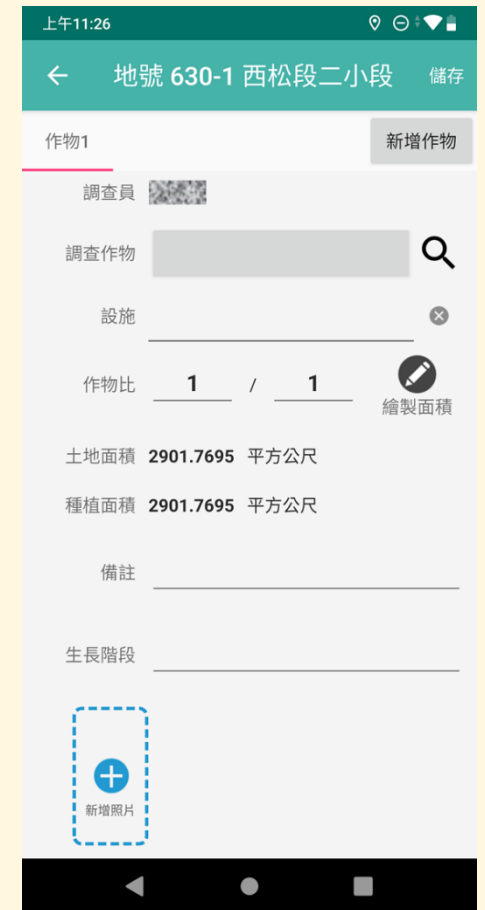 上午11:26
地號 630-1 西松段二小段 儲存
作物1 新增作物
調查員
調查作物
設施
作物比 1 / 1
繪製面積
土地面積 2901.7695 平方公尺
種植面積 2901.7695 平方公尺
備註
生長階段
新增照片